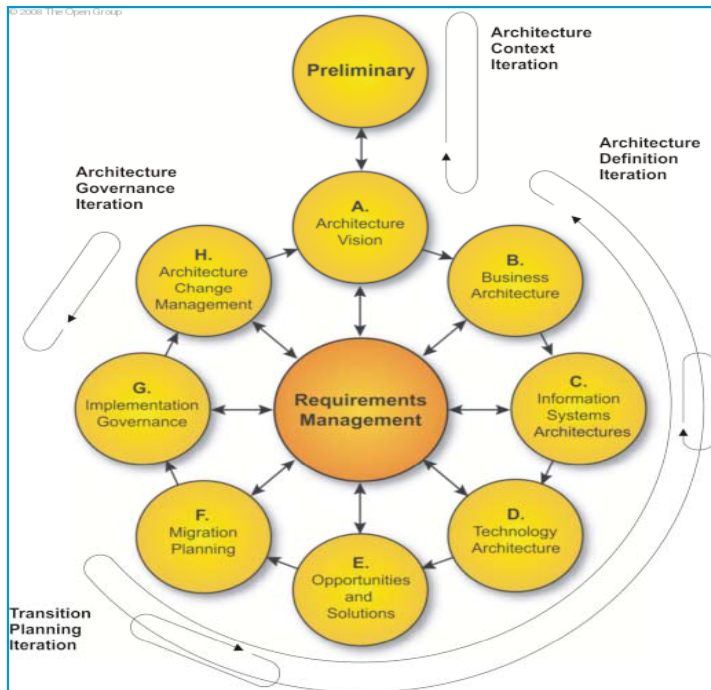 © 2008 The Open Group
Preliminary
Architecture
Context
Iteration
Architecture
Definition
Iteration
Architecture
Governance
Iteration
A.
Architecture
Vision
H.
Architecture
Change
Management
B.
Business
Architecture
Requirements
Management
G.
Implementation
Governance
C.
Information
Systems
Architectures
F.
Migration
Planning
D.
Technology
Architecture
E.
Opportunities
and
Solutions
Transition
Planning
Iteration